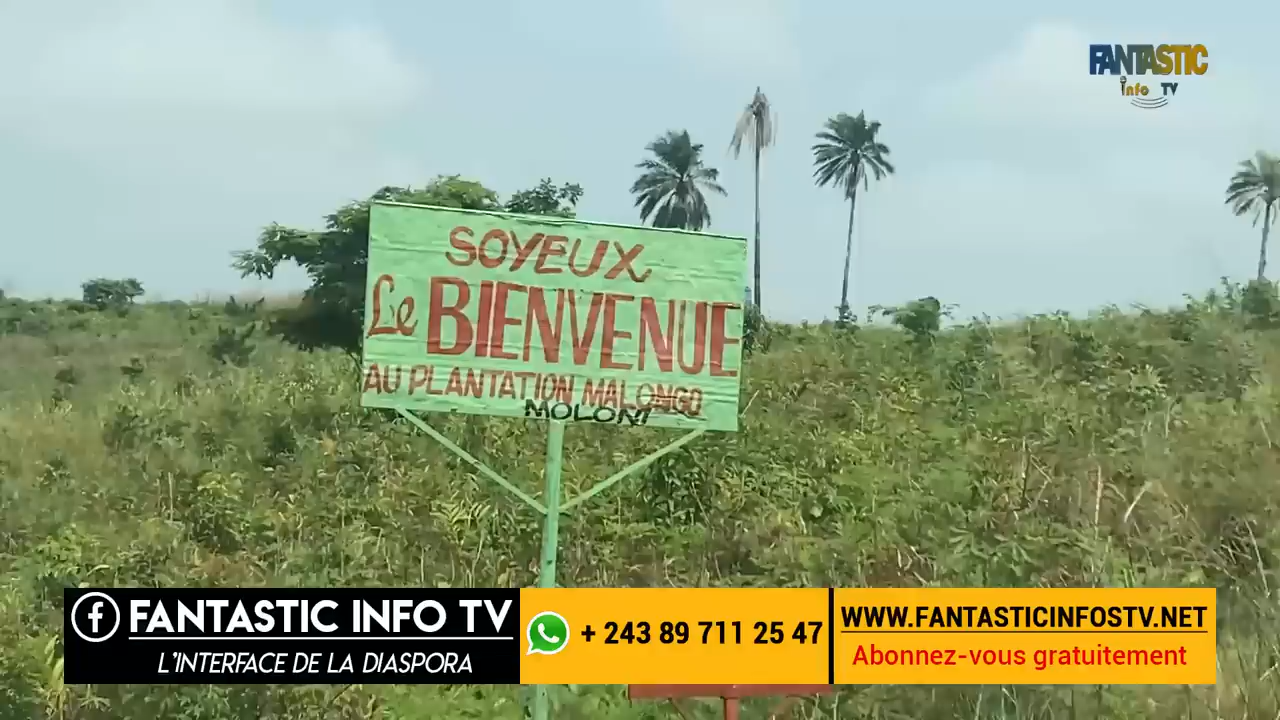 FANTASTIC
Info TV
SOYEUX
Le BIENVENUE
AU PLANTATION MALONGO
MOLONI
FANTASTIC INFO TV
L'INTERFACE DE LA DIASPORA
+ 243 89 711 25 47
WWW.FANTASTICINFOSTV.NET
Abonnez-vous gratuitement